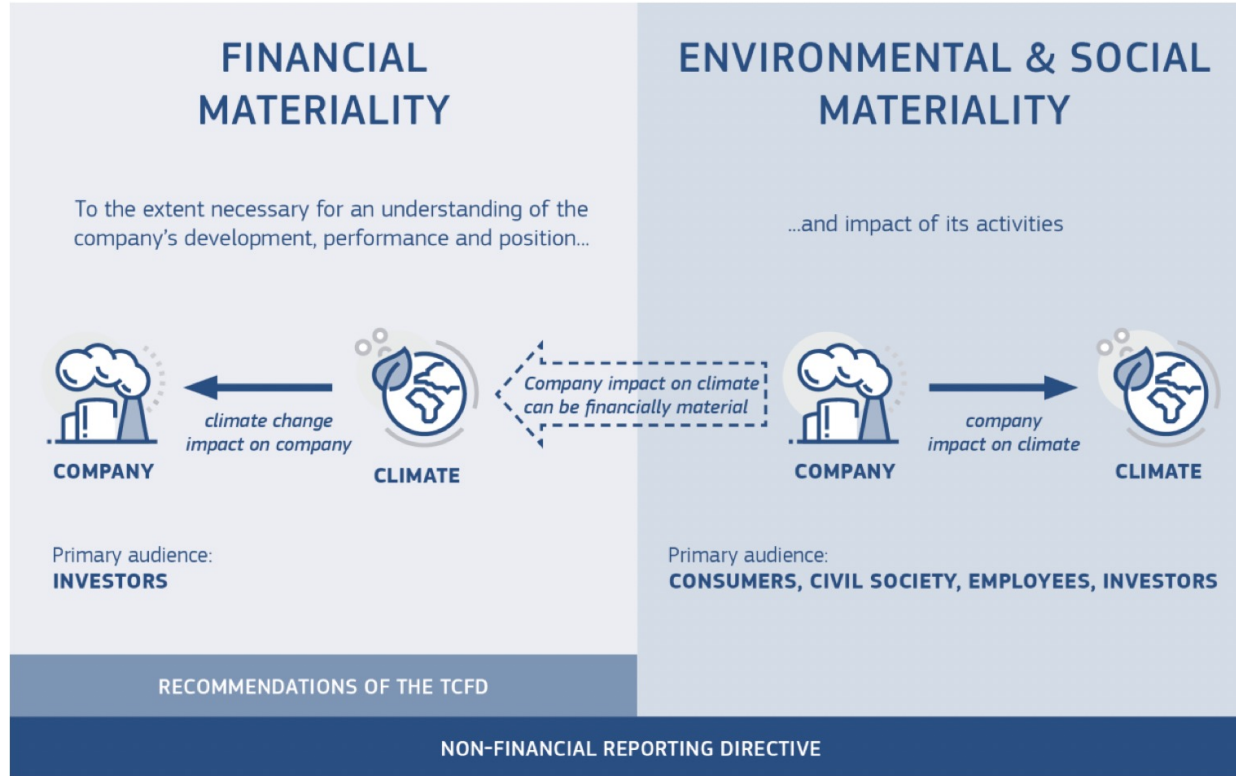 FINANCIAL
MATERIALITY
To the extent necessary for an understanding of the
company's development, performance and position...
climate change
impact on company
COMPANY
CLIMATE
Primary audience:
INVESTORS
RECOMMENDATIONS OF THE TCFD
ENVIRONMENTAL & SOCIAL
MATERIALITY
...and impact of its activities
Company impact on climate
can be financially material
company
impact on climate
COMPANY
CLIMATE
Primary audience:
CONSUMERS, CIVIL SOCIETY, EMPLOYEES, INVESTORS
NON-FINANCIAL REPORTING DIRECTIVE